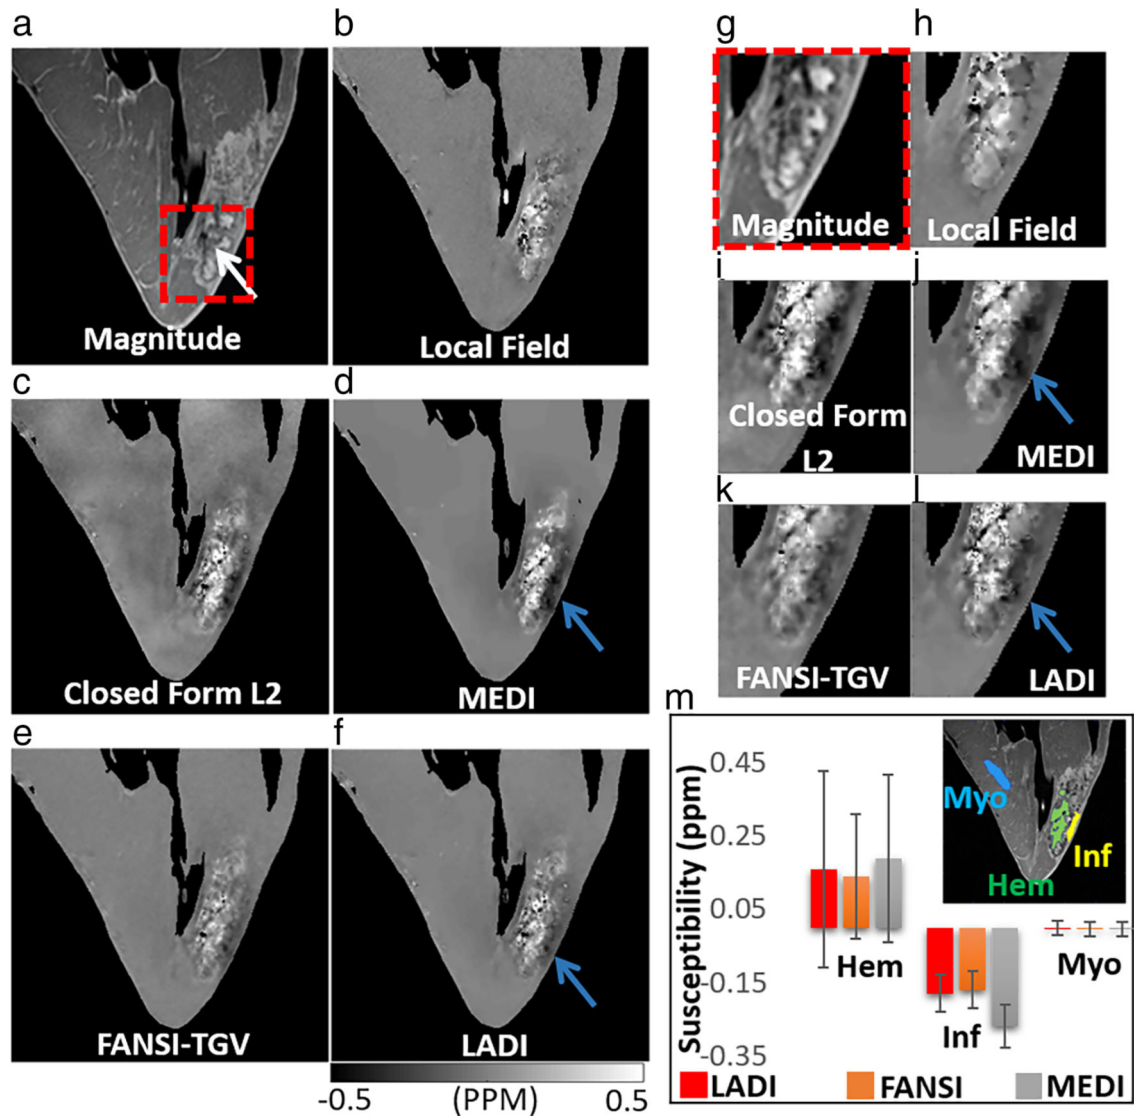 a
b
Magnitude
Local Field
c
d
Closed Form L2
MEDI
e
f
FANSI-TGV
LADI
-0.5
(PPM)
0.5
g
h
Magnitude
Local Field
i
j
Closed Form
L2
MEDI
k
l
FANSI-TGV
LADI
m
Susceptibility (ppm)
0.45
0.25
0.05
-0.15
-0.35
Myo
Inf
Hem
Hem
Inf
Myo
LADI
FANSI
MEDI